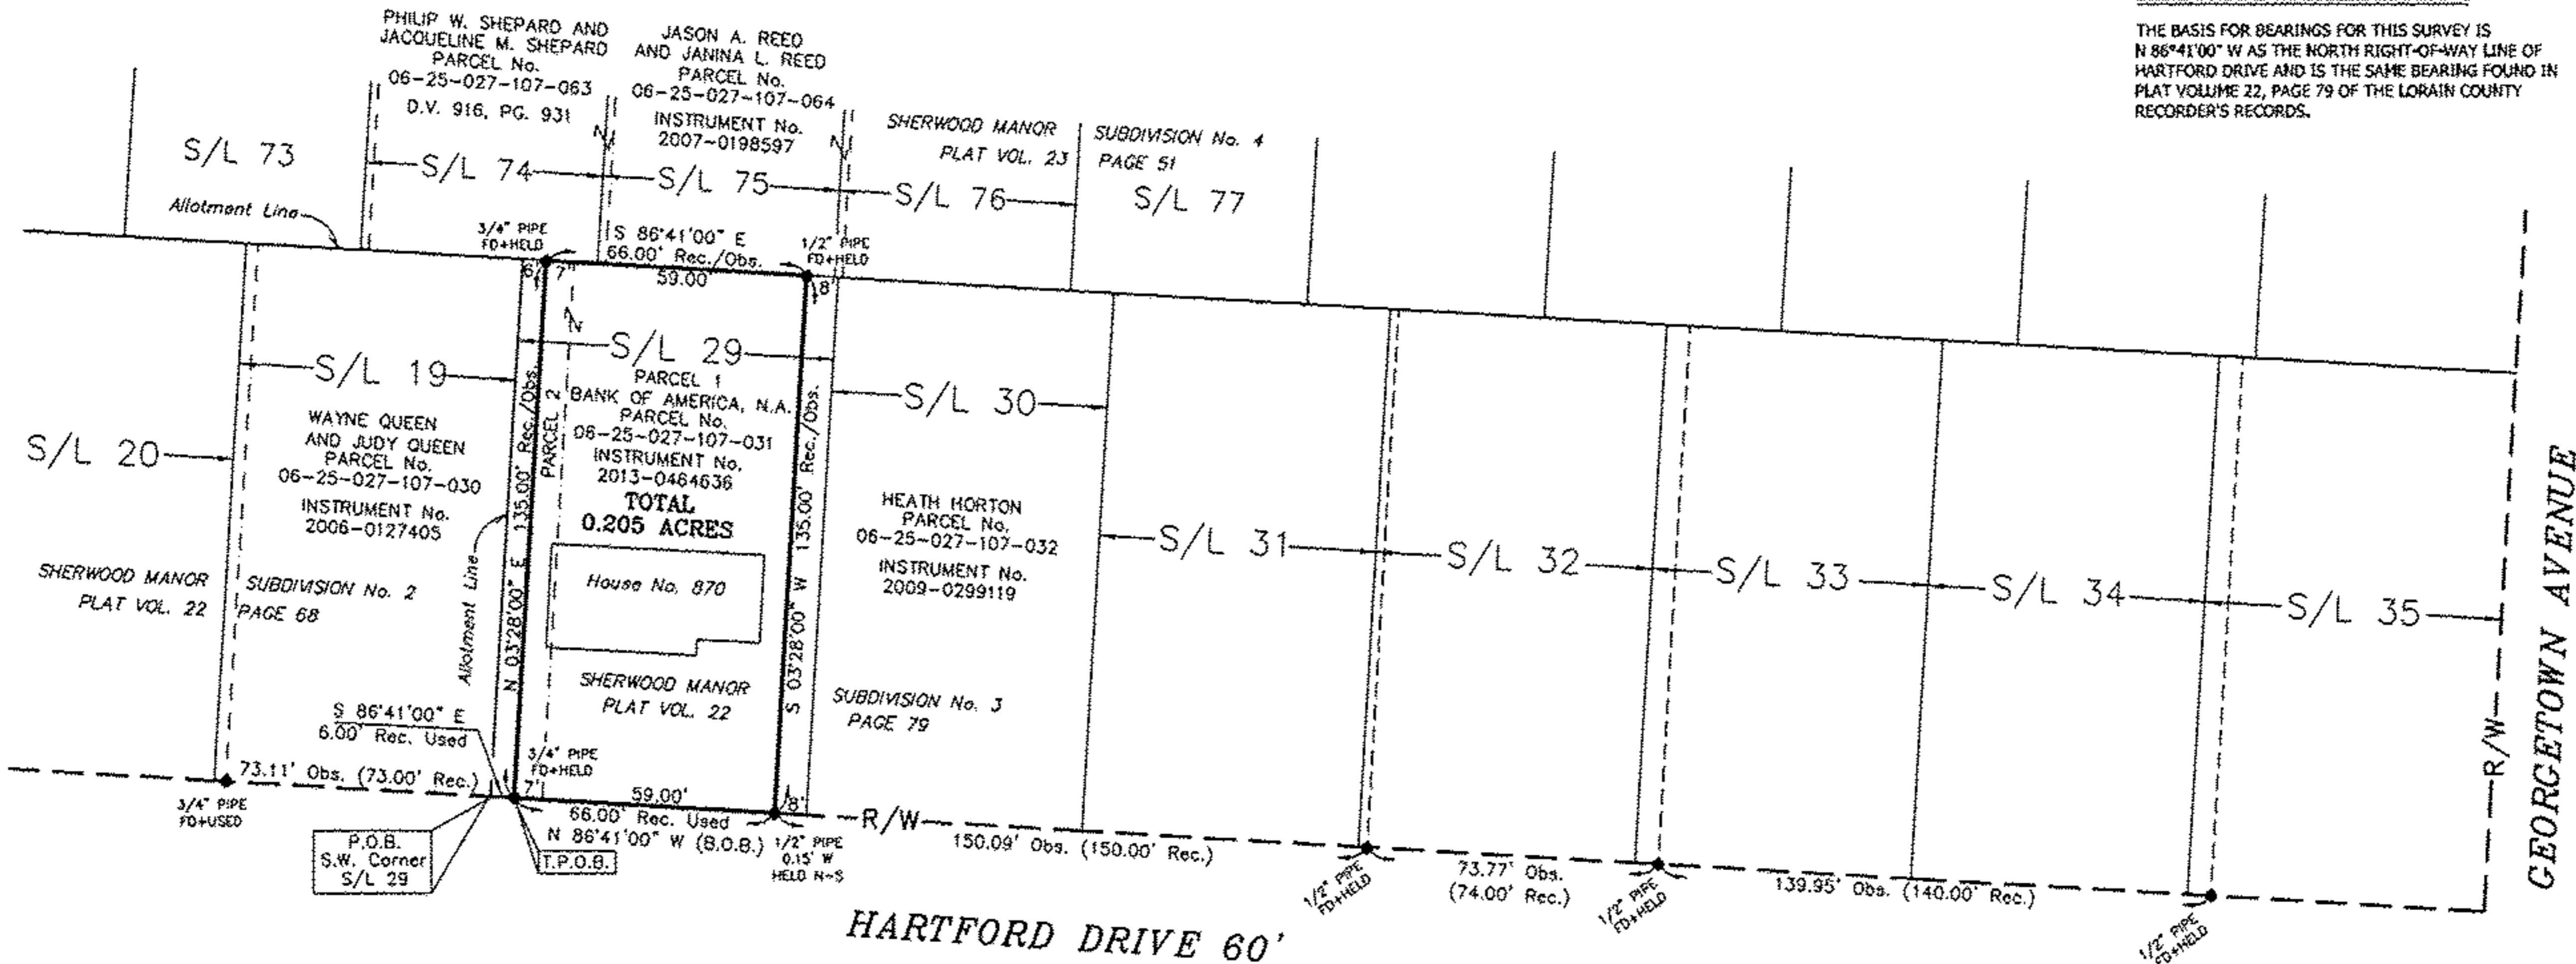 THE BASIS FOR BEARINGS FOR THIS SURVEY IS
N 86°41'00" W AS THE NORTH RIGHT-OF-WAY LINE OF
HARTFORD DRIVE AND IS THE SAME BEARING FOUND IN
PLAT VOLUME 22, PAGE 79 OF THE LORAIN COUNTY
RECORDER'S RECORDS.
PHILIP W. SHEPARD AND
JACQUELINE M. SHEPARD
PARCEL No.
06-25-027-107-063
D.V. 916, PG. 931
JASON A. REED
AND JANINA L. REED
PARCEL No.
06-25-027-107-064
INSTRUMENT No.
2007-0198597
SHERWOOD MANOR
PLAT VOL. 23
SUBDIVISION No. 4
PAGE 51
S/L 73
S/L 74
S/L 75
S/L 76
S/L 77
Allotment Line
3/4" PIPE
FD+HELD
S 86°41'00" E
66.00' Rec./Obs.
59.00'
1/2" PIPE
FD+HELD
6'
7'
8'
S/L 20
S/L 19
WAYNE QUEEN
AND JUDY QUEEN
PARCEL No.
06-25-027-107-030
INSTRUMENT No.
2006-0127405
SHERWOOD MANOR
PLAT VOL. 22
SUBDIVISION No. 2
PAGE 68
Allotment Line
N 03°28'00" E 135.00' Rec./Obs.
PARCEL 2
S/L 29
PARCEL 1
BANK OF AMERICA, N.A.
PARCEL No.
06-25-027-107-031
INSTRUMENT No.
2013-0464636
TOTAL
0.205 ACRES
House No. 870
SHERWOOD MANOR
PLAT VOL. 22
S 03°28'00" W 135.00' Rec./Obs.
S/L 30
HEATH HORTON
PARCEL No.
06-25-027-107-032
INSTRUMENT No.
2009-0299119
SUBDIVISION No. 3
PAGE 79
S/L 31
S/L 32
S/L 33
S/L 34
S/L 35
S 86°41'00" E
6.00' Rec. Used
73.11' Obs. (73.00' Rec.)
3/4" PIPE
FD+USED
3/4" PIPE
FD+HELD
7'
59.00'
8'
66.00' Rec. Used
N 86°41'00" W (B.O.B.)
P.O.B.
S.W. Corner
S/L 29
T.P.O.B.
1/2" PIPE
0.15' W
HELD N-S
R/W
150.09' Obs. (150.00' Rec.)
1/2" PIPE
FD+HELD
73.77' Obs.
(74.00' Rec.)
1/2" PIPE
FD+HELD
139.95' Obs. (140.00' Rec.)
1/2" PIPE
FD+HELD
R/W
GEORGETOWN AVENUE
HARTFORD DRIVE 60'